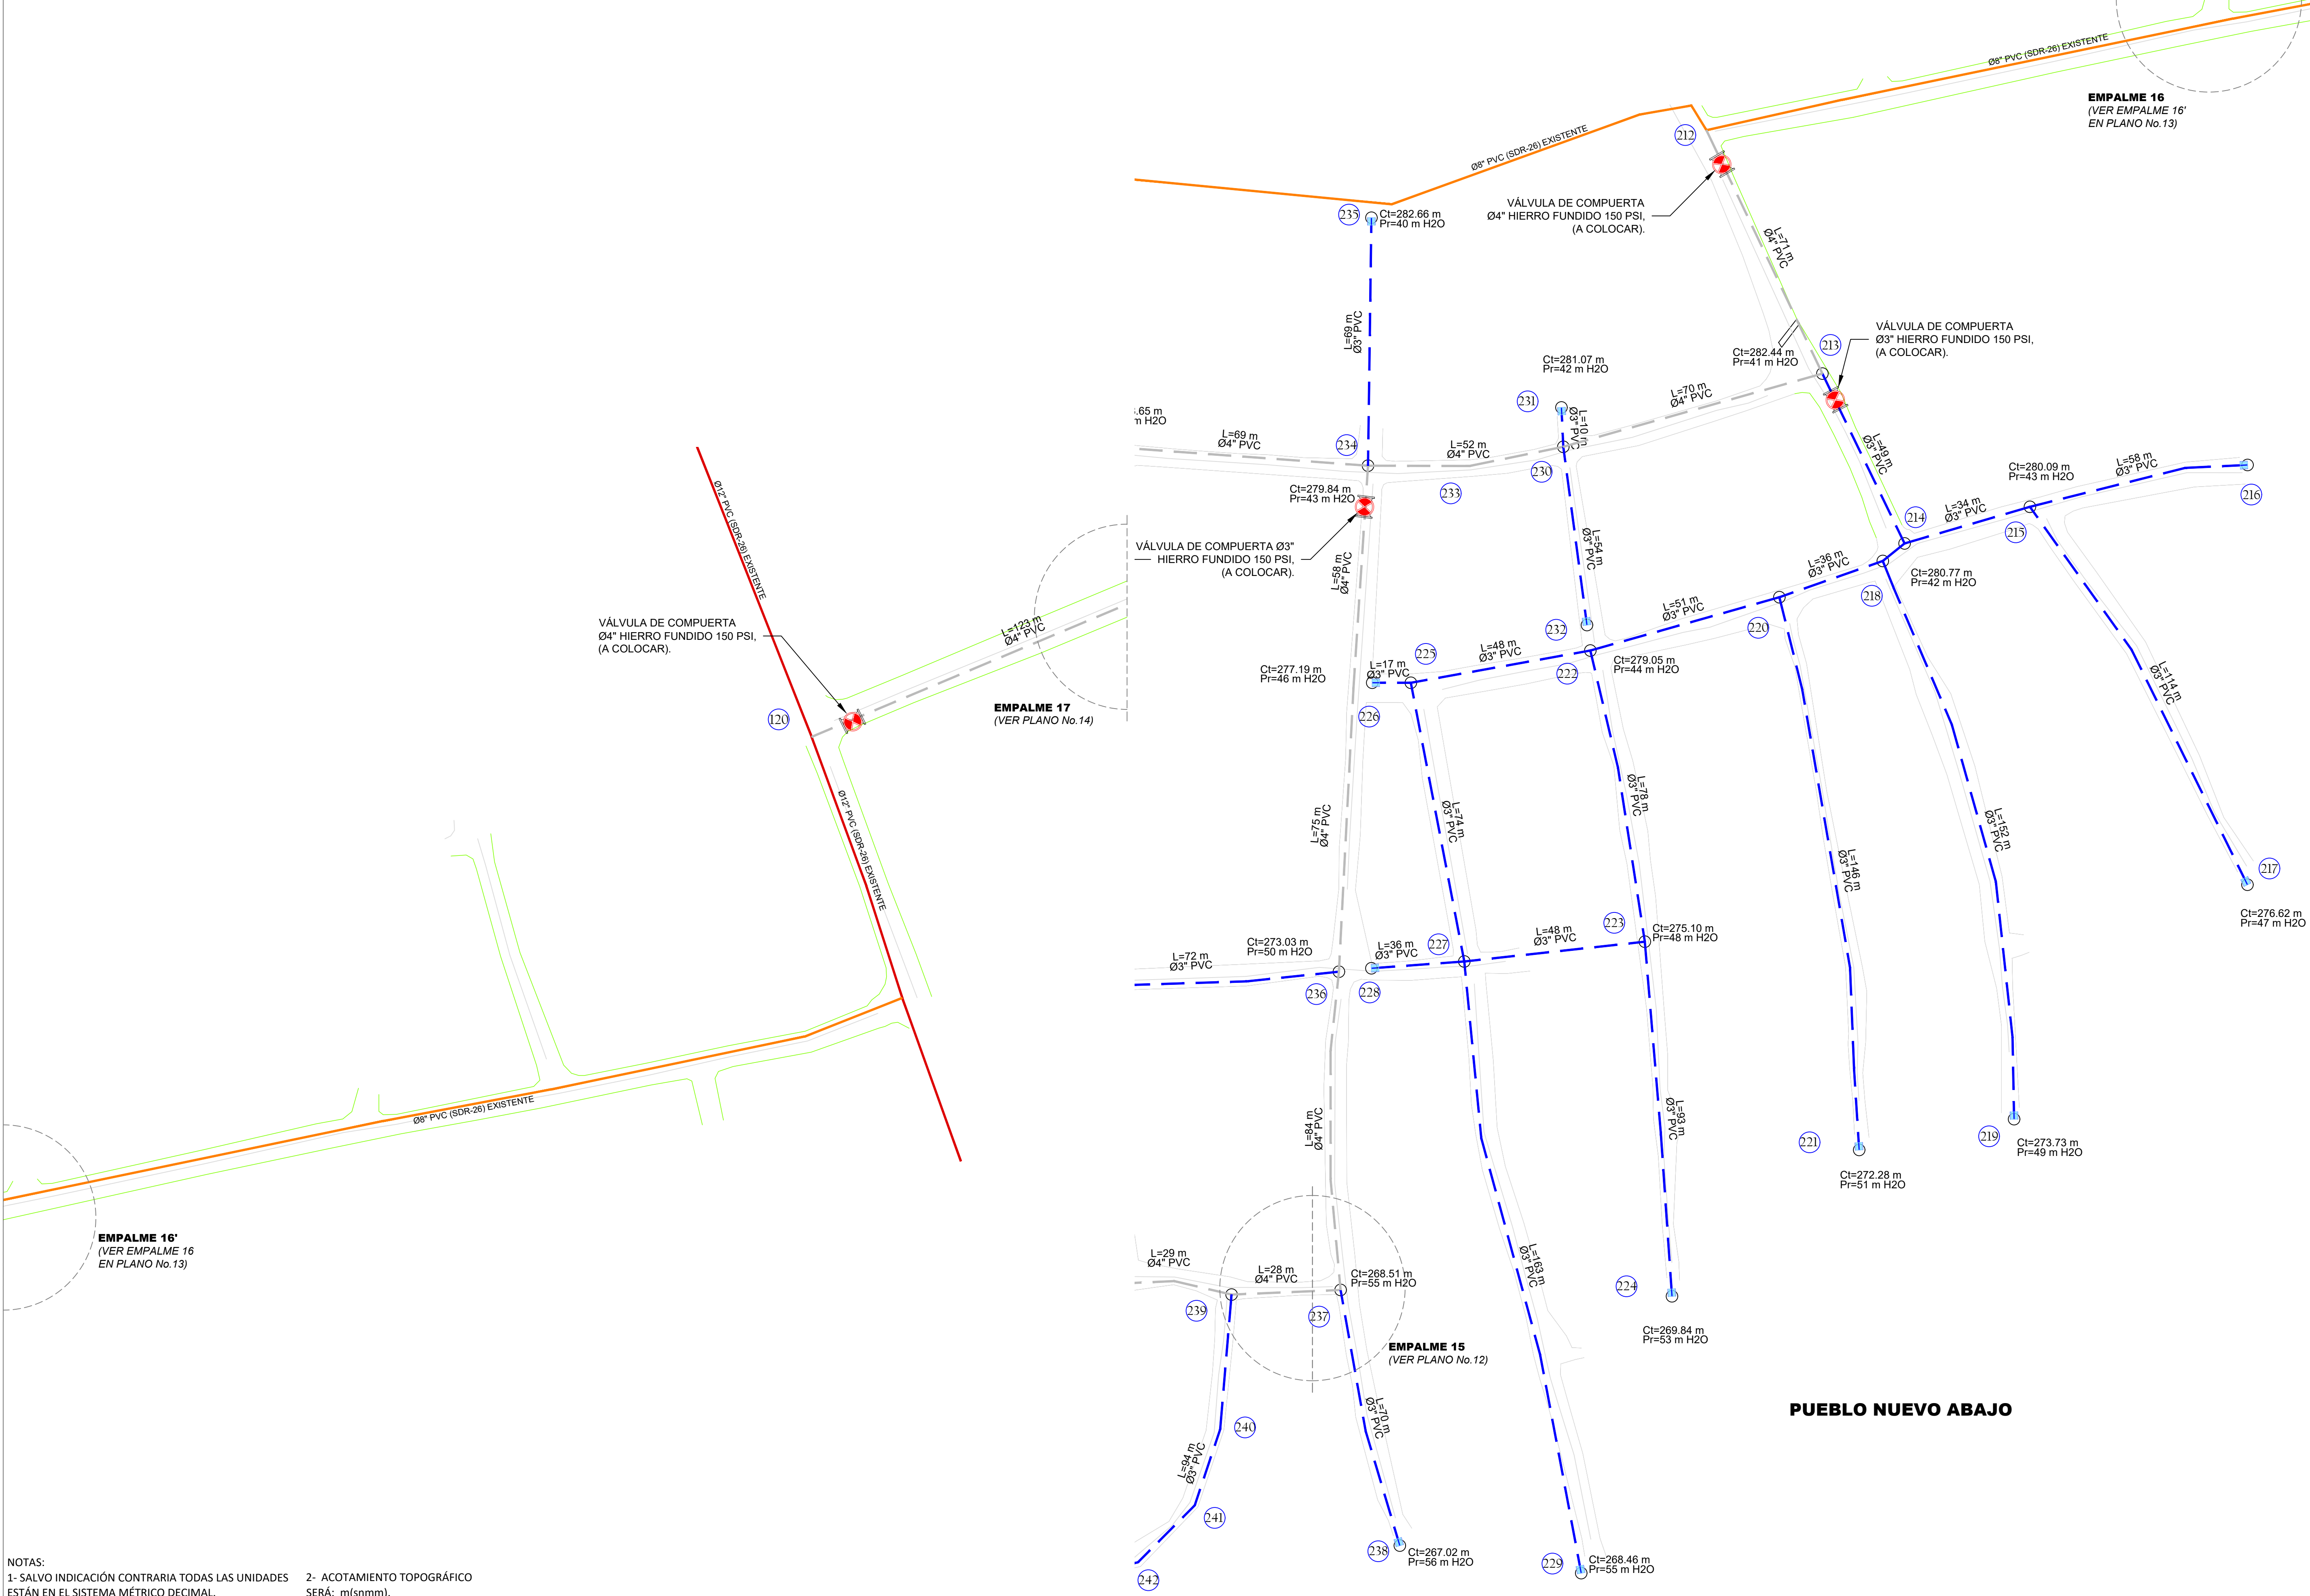 Ø8" PVC (SDR-26) EXISTENTE
EMPALME 16
(VER EMPALME 16'
EN PLANO No.13)
212
Ø8" PVC (SDR-26) EXISTENTE
VÁLVULA DE COMPUERTA
Ø4" HIERRO FUNDIDO 150 PSI,
(A COLOCAR).
235
Ct=282.66 m
Pr=40 m H2O
L=71 m
Ø4" PVC
L=69 m
Ø3" PVC
213
VÁLVULA DE COMPUERTA
Ø3" HIERRO FUNDIDO 150 PSI,
(A COLOCAR).
Ct=282.44 m
Pr=41 m H2O
Ct=281.07 m
Pr=42 m H2O
L=70 m
Ø4" PVC
231
L=10 m
Ø3" PVC
.65 m
m H2O
L=69 m
Ø4" PVC
234
L=52 m
Ø4" PVC
230
233
L=49 m
Ø3" PVC
Ct=280.09 m
Pr=43 m H2O
L=58 m
Ø3" PVC
216
Ct=279.84 m
Pr=43 m H2O
214
L=34 m
Ø3" PVC
215
VÁLVULA DE COMPUERTA Ø3"
HIERRO FUNDIDO 150 PSI,
(A COLOCAR).
L=58 m
Ø4" PVC
L=54 m
Ø3" PVC
L=36 m
Ø3" PVC
Ct=280.77 m
Pr=42 m H2O
218
L=51 m
Ø3" PVC
220
232
225
L=48 m
Ø3" PVC
222
Ct=279.05 m
Pr=44 m H2O
Ct=277.19 m
Pr=46 m H2O
L=17 m
Ø3" PVC
226
L=114 m
Ø3" PVC
Ø12" PVC (SDR-26) EXISTENTE
VÁLVULA DE COMPUERTA
Ø4" HIERRO FUNDIDO 150 PSI,
(A COLOCAR).
L=123 m
Ø4" PVC
120
EMPALME 17
(VER PLANO No.14)
Ø12" PVC (SDR-26) EXISTENTE
L=75 m
Ø4" PVC
L=74 m
Ø3" PVC
L=78 m
Ø3" PVC
L=146 m
Ø3" PVC
L=152 m
Ø3" PVC
217
Ct=276.62 m
Pr=47 m H2O
L=72 m
Ø3" PVC
Ct=273.03 m
Pr=50 m H2O
L=36 m
Ø3" PVC
227
L=48 m
Ø3" PVC
223
Ct=275.10 m
Pr=48 m H2O
236
228
L=84 m
Ø4" PVC
L=93 m
Ø3" PVC
221
Ct=272.28 m
Pr=51 m H2O
219
Ct=273.73 m
Pr=49 m H2O
Ø8" PVC (SDR-26) EXISTENTE
EMPALME 16'
(VER EMPALME 16
EN PLANO No.13)
L=29 m
Ø4" PVC
L=28 m
Ø4" PVC
Ct=268.51 m
Pr=55 m H2O
239
237
EMPALME 15
(VER PLANO No.12)
L=163 m
Ø3" PVC
224
Ct=269.84 m
Pr=53 m H2O
PUEBLO NUEVO ABAJO
L=70 m
Ø3" PVC
240
L=94 m
Ø3" PVC
241
238
Ct=267.02 m
Pr=56 m H2O
229
Ct=268.46 m
Pr=55 m H2O
242
NOTAS:
1- SALVO INDICACIÓN CONTRARIA TODAS LAS UNIDADES
ESTÁN EN EL SISTEMA MÉTRICO DECIMAL.
2- ACOTAMIENTO TOPOGRÁFICO
SERÁ: m(snmm).